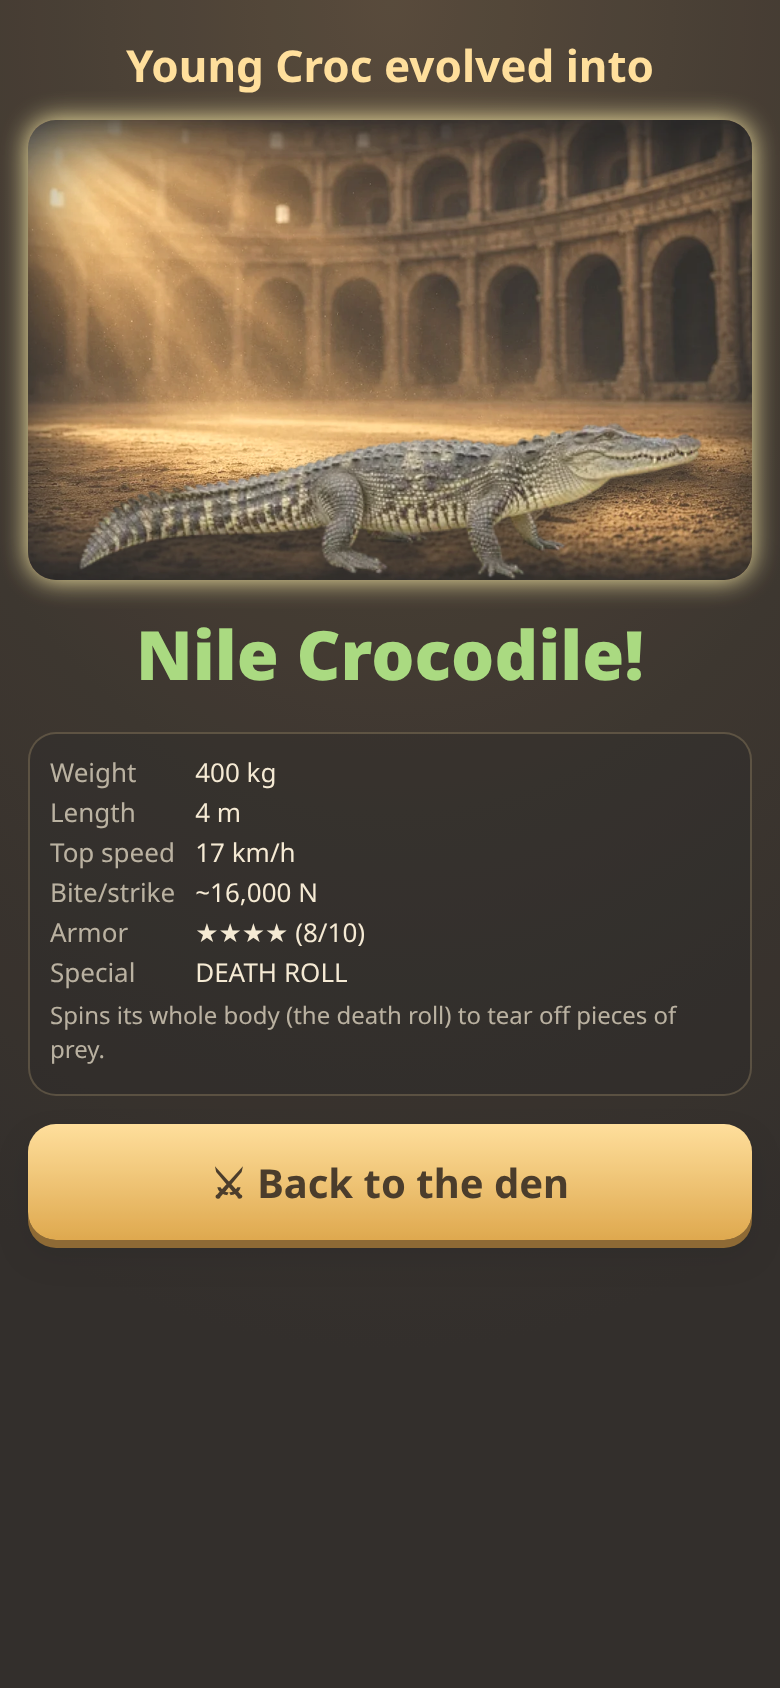 Young Croc evolved into
Nile Crocodile!
Weight 400 kg
Length 4 m
Top speed 17 km/h
Bite/strike ~16,000 N
Armor ★★★★ (8/10)
Special DEATH ROLL
Spins its whole body (the death roll) to tear off pieces of
prey.
⚔ Back to the den